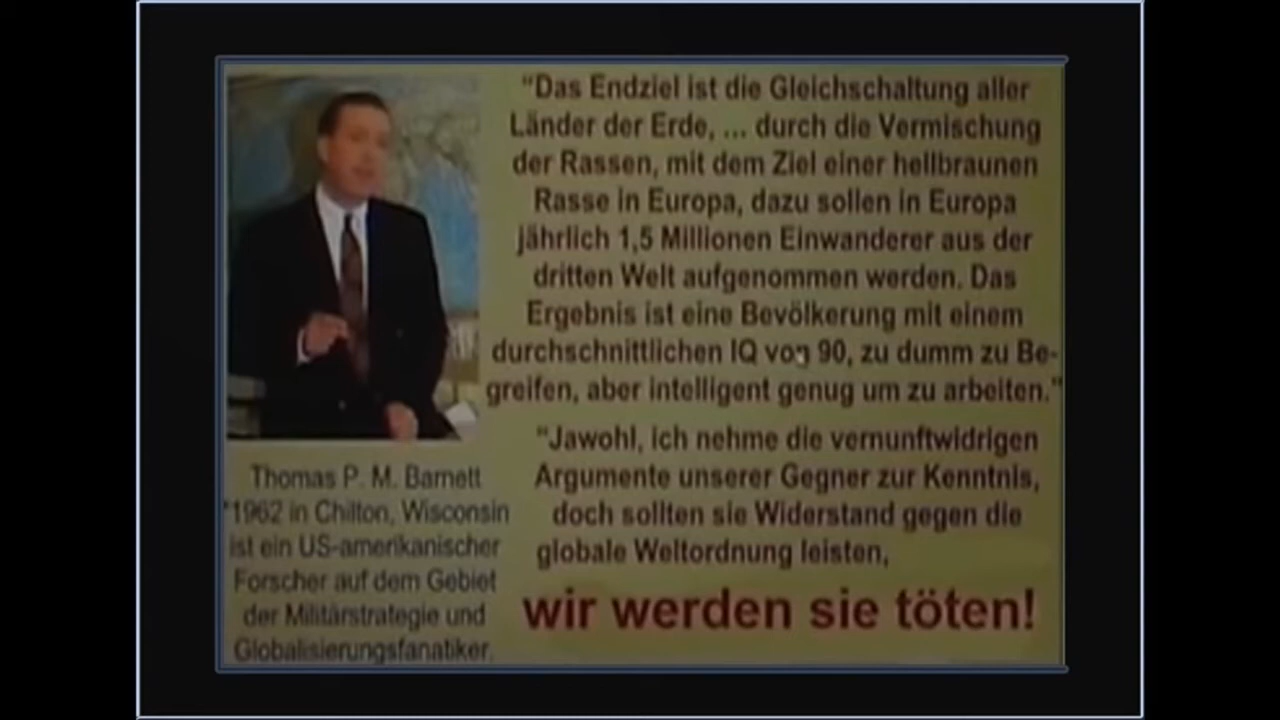 "Das Endziel ist die Gleichschaltung aller
Länder der Erde, ... durch die Vermischung
der Rassen, mit dem Ziel einer hellbraunen
Rasse in Europa, dazu sollen in Europa
jährlich 1,5 Millionen Einwanderer aus der
dritten Welt aufgenommen werden. Das
Ergebnis ist eine Bevölkerung mit einem
durchschnittlichen IQ von 90, zu dumm zu Be-
greifen, aber intelligent genug um zu arbeiten."
"Jawohl, ich nehme die vernunftwidrigen
Argumente unserer Gegner zur Kenntnis,
doch sollten sie Widerstand gegen die
globale Weltordnung leisten,
wir werden sie töten!
Thomas P. M. Barnett
*1962 in Chilton, Wisconsin
ist ein US-amerikanischer
Forscher auf dem Gebiet
der Militärstrategie und
Globalisierungsfanatiker.